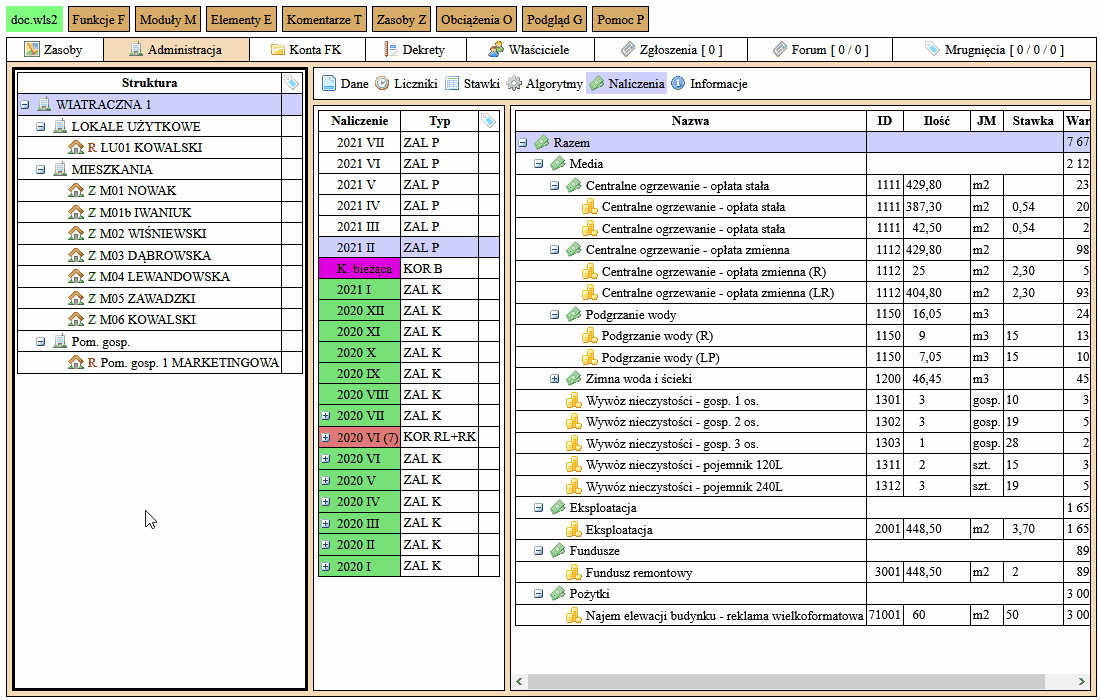 doc.wls2 Funkcje F Moduły M Elementy E Komentarze T Zasoby Z Obciążenia O Podgląd G Pomoc P
Zasoby Administracja Konta FK Dekrety Właściciele Zgłoszenia [ 0 ] Forum [ 0 / 0 ] Mrugnięcia [ 0 / 0 / 0 ]
Struktura
WIATRACZNA 1
LOKALE UŻYTKOWE
R LU01 KOWALSKI
MIESZKANIA
Z M01 NOWAK
Z M01b IWANIUK
Z M02 WIŚNIEWSKI
Z M03 DĄBROWSKA
Z M04 LEWANDOWSKA
Z M05 ZAWADZKI
Z M06 KOWALSKI
Pom. gosp.
R Pom. gosp. 1 MARKETINGOWA
Dane Liczniki Stawki Algorytmy Naliczenia Informacje
Naliczenie Typ
2021 VII ZAL P
2021 VI ZAL P
2021 V ZAL P
2021 IV ZAL P
2021 III ZAL P
2021 II ZAL P
K. bieżąca KOR B
2021 I ZAL K
2020 XII ZAL K
2020 XI ZAL K
2020 X ZAL K
2020 IX ZAL K
2020 VIII ZAL K
2020 VII ZAL K
2020 VI (7) KOR RL+RK
2020 VI ZAL K
2020 V ZAL K
2020 IV ZAL K
2020 III ZAL K
2020 II ZAL K
2020 I ZAL K
Nazwa ID Ilość JM Stawka War
Razem 7 67
Media 2 12
Centralne ogrzewanie - opłata stała 1111 429,80 m2 23
Centralne ogrzewanie - opłata stała 1111 387,30 m2 0,54 20
Centralne ogrzewanie - opłata stała 1111 42,50 m2 0,54 2
Centralne ogrzewanie - opłata zmienna 1112 429,80 m2 98
Centralne ogrzewanie - opłata zmienna (R) 1112 25 m2 2,30 5
Centralne ogrzewanie - opłata zmienna (LR) 1112 404,80 m2 2,30 93
Podgrzanie wody 1150 16,05 m3 24
Podgrzanie wody (R) 1150 9 m3 15 13
Podgrzanie wody (LP) 1150 7,05 m3 15 10
Zimna woda i ścieki 1200 46,45 m3 45
Wywóz nieczystości - gosp. 1 os. 1301 3 gosp. 10 3
Wywóz nieczystości - gosp. 2 os. 1302 3 gosp. 19 5
Wywóz nieczystości - gosp. 3 os. 1303 1 gosp. 28 2
Wywóz nieczystości - pojemnik 120L 1311 2 szt. 15 3
Wywóz nieczystości - pojemnik 240L 1312 3 szt. 19 5
Eksploatacja 1 65
Eksploatacja 2001 448,50 m2 3,70 1 65
Fundusze 89
Fundusz remontowy 3001 448,50 m2 2 89
Pożytki 3 00
Najem elewacji budynku - reklama wielkoformatowa 71001 60 m2 50 3 00